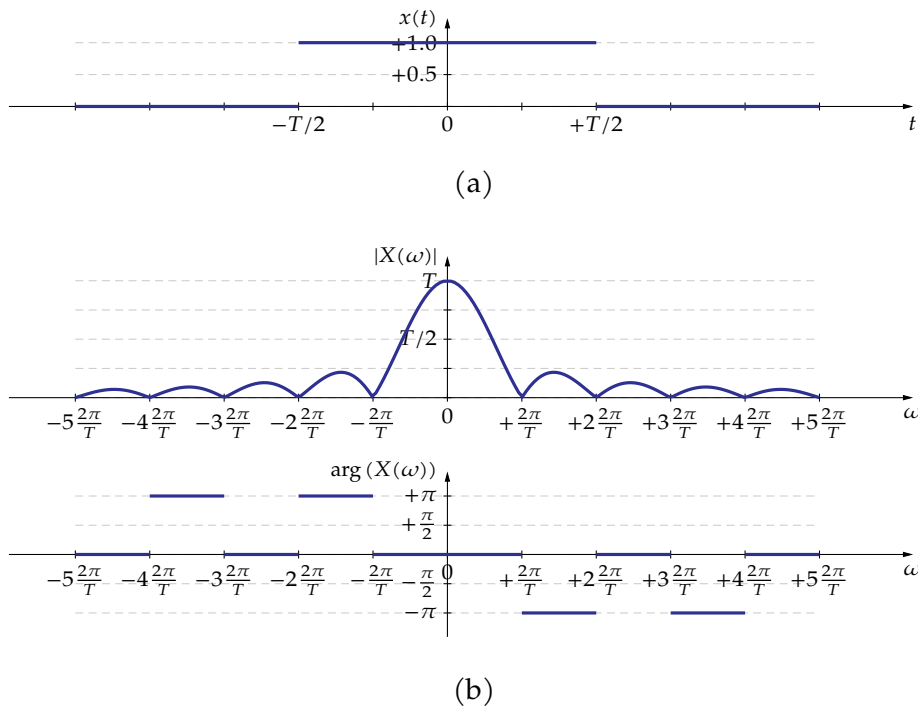 x(t)
+1.0
+0.5
−T/2 0 +T/2 t
(a)
|X(ω)|
T
T/2
−5 2π/T −4 2π/T −3 2π/T −2 2π/T − 2π/T 0 + 2π/T +2 2π/T +3 2π/T +4 2π/T +5 2π/T ω
arg (X(ω))
+π
+ π/2
−5 2π/T −4 2π/T −3 2π/T −2 2π/T − 2π/T 0 + 2π/T +2 2π/T +3 2π/T +4 2π/T +5 2π/T ω
− π/2
−π
(b)